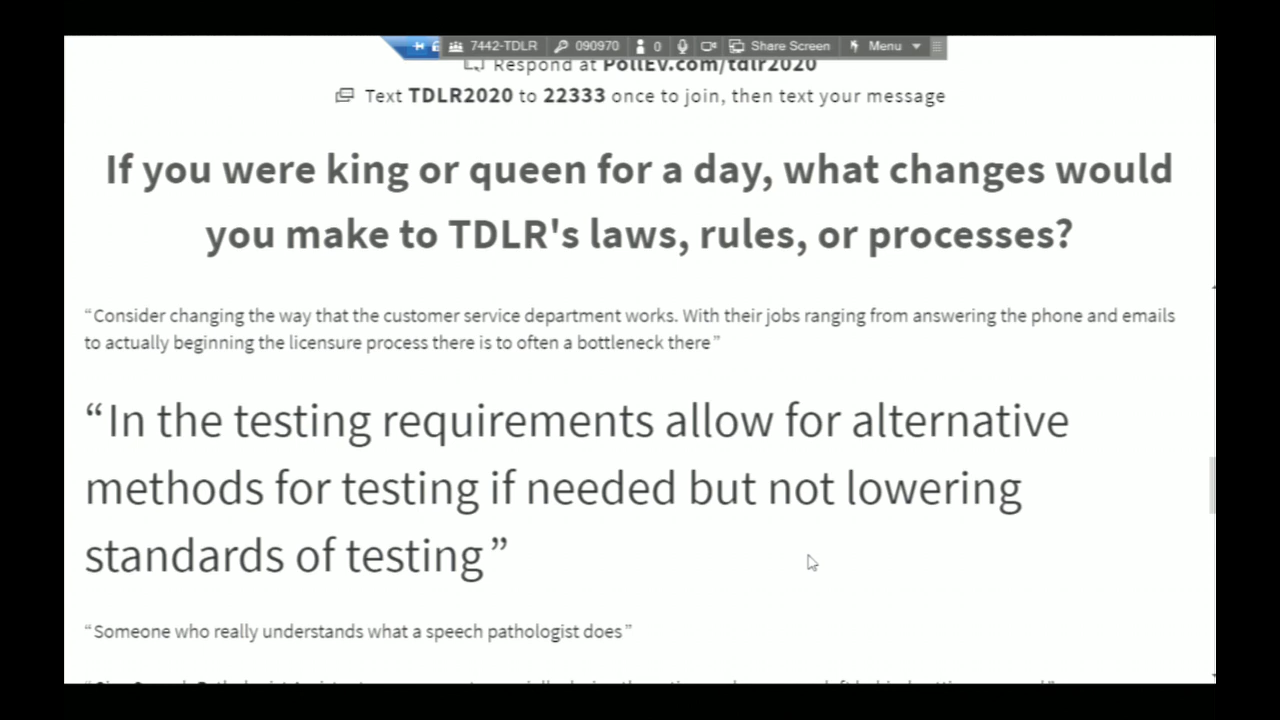 7442-TDLR 090970 0 Share Screen Menu
Respond at PollEv.com/tdlr2020
Text TDLR2020 to 22333 once to join, then text your message
If you were king or queen for a day, what changes would
you make to TDLR's laws, rules, or processes?
“Consider changing the way that the customer service department works. With their jobs ranging from answering the phone and emails
to actually beginning the licensure process there is to often a bottleneck there”
“In the testing requirements allow for alternative
methods for testing if needed but not lowering
standards of testing”
“Someone who really understands what a speech pathologist does”